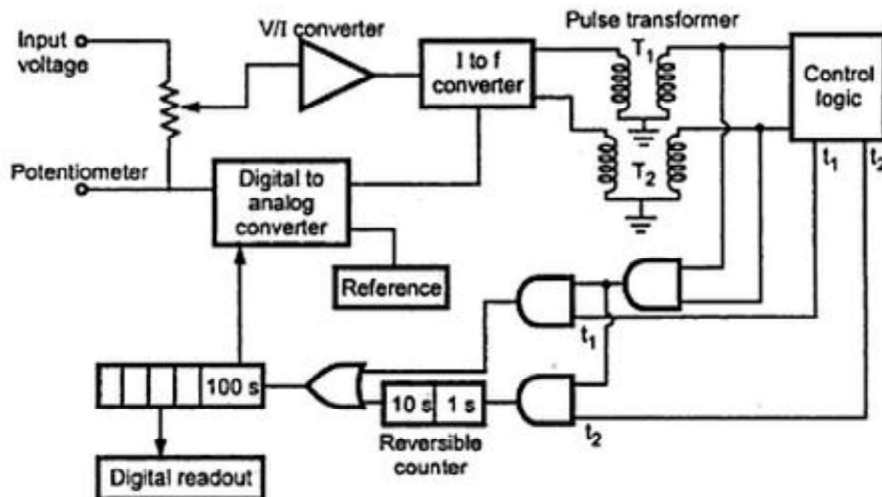 V/I converter
Pulse transformer
Input
voltage
I to f
converter
T1
Control
logic
Potentiometer
Digital to
analog
converter
T2
t1
t2
Reference
t1
100 s
10 s
1 s
t2
Reversible
counter
Digital readout